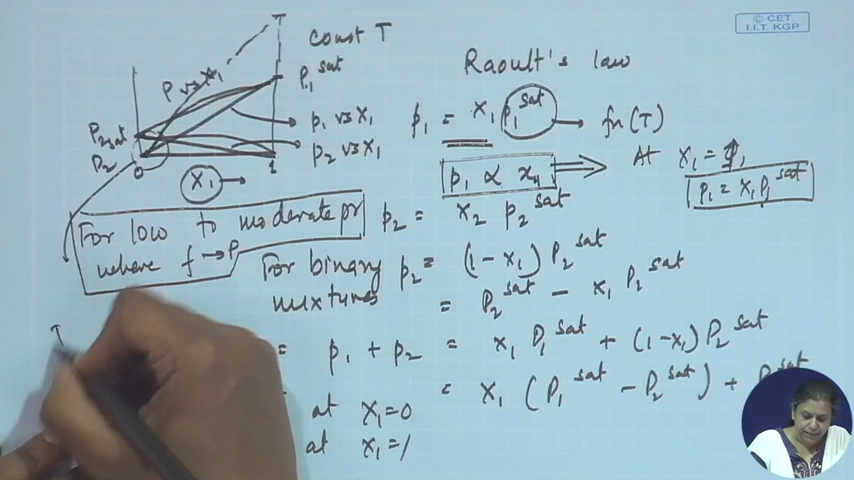 © CET
I.I.T. KGP
const T
Raoult's law
P vs X1
P1 sat
p1 vs X1
p2 vs X1
P2 sat
P2
0
1
X1 →
p1 = x1 p1 sat → fn (T)
p1 ∝ x1 ⟹ At x1 = 1
p1 = x1 p1 sat
For low to moderate pr
where f → P
p2 = x2 p2 sat
For binary mixtures p2 = (1 - x1) P2 sat
= P2 sat - x1 P2 sat
= p1 + p2 = x1 P1 sat + (1-x1) P2 sat
= x1 (P1 sat - P2 sat) +
at x1=0
at x1=1